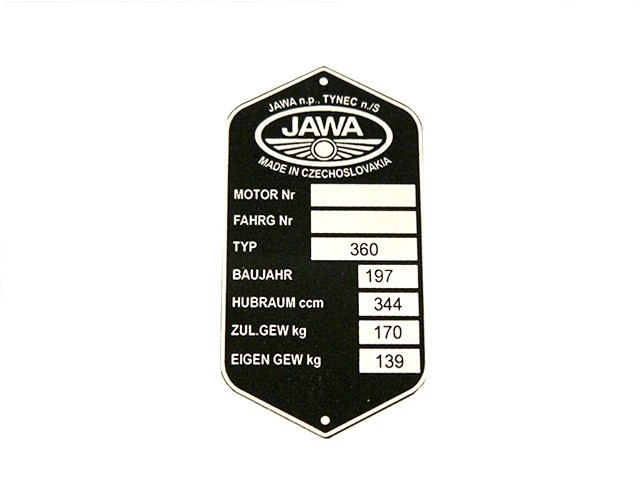 JAWA n.p., TYNEC n./S
JAWA
MADE IN CZECHOSLOVAKIA
MOTOR Nr
FAHRG Nr
TYP 360
BAUJAHR 197
HUBRAUM ccm 344
ZUL.GEW kg 170
EIGEN GEW kg 139